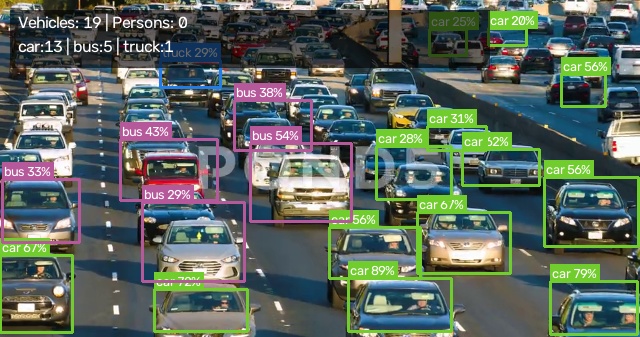 Vehicles: 19 | Persons: 0
car:13 | bus:5 | truck:1
car 25%
car 20%
truck 29%
car 56%
bus 38%
car 31%
bus 43%
bus 54%
car 28%
car 52%
bus 33%
bus 29%
car 56%
car 56%
car 67%
car 67%
car 72%
car 89%
car 79%